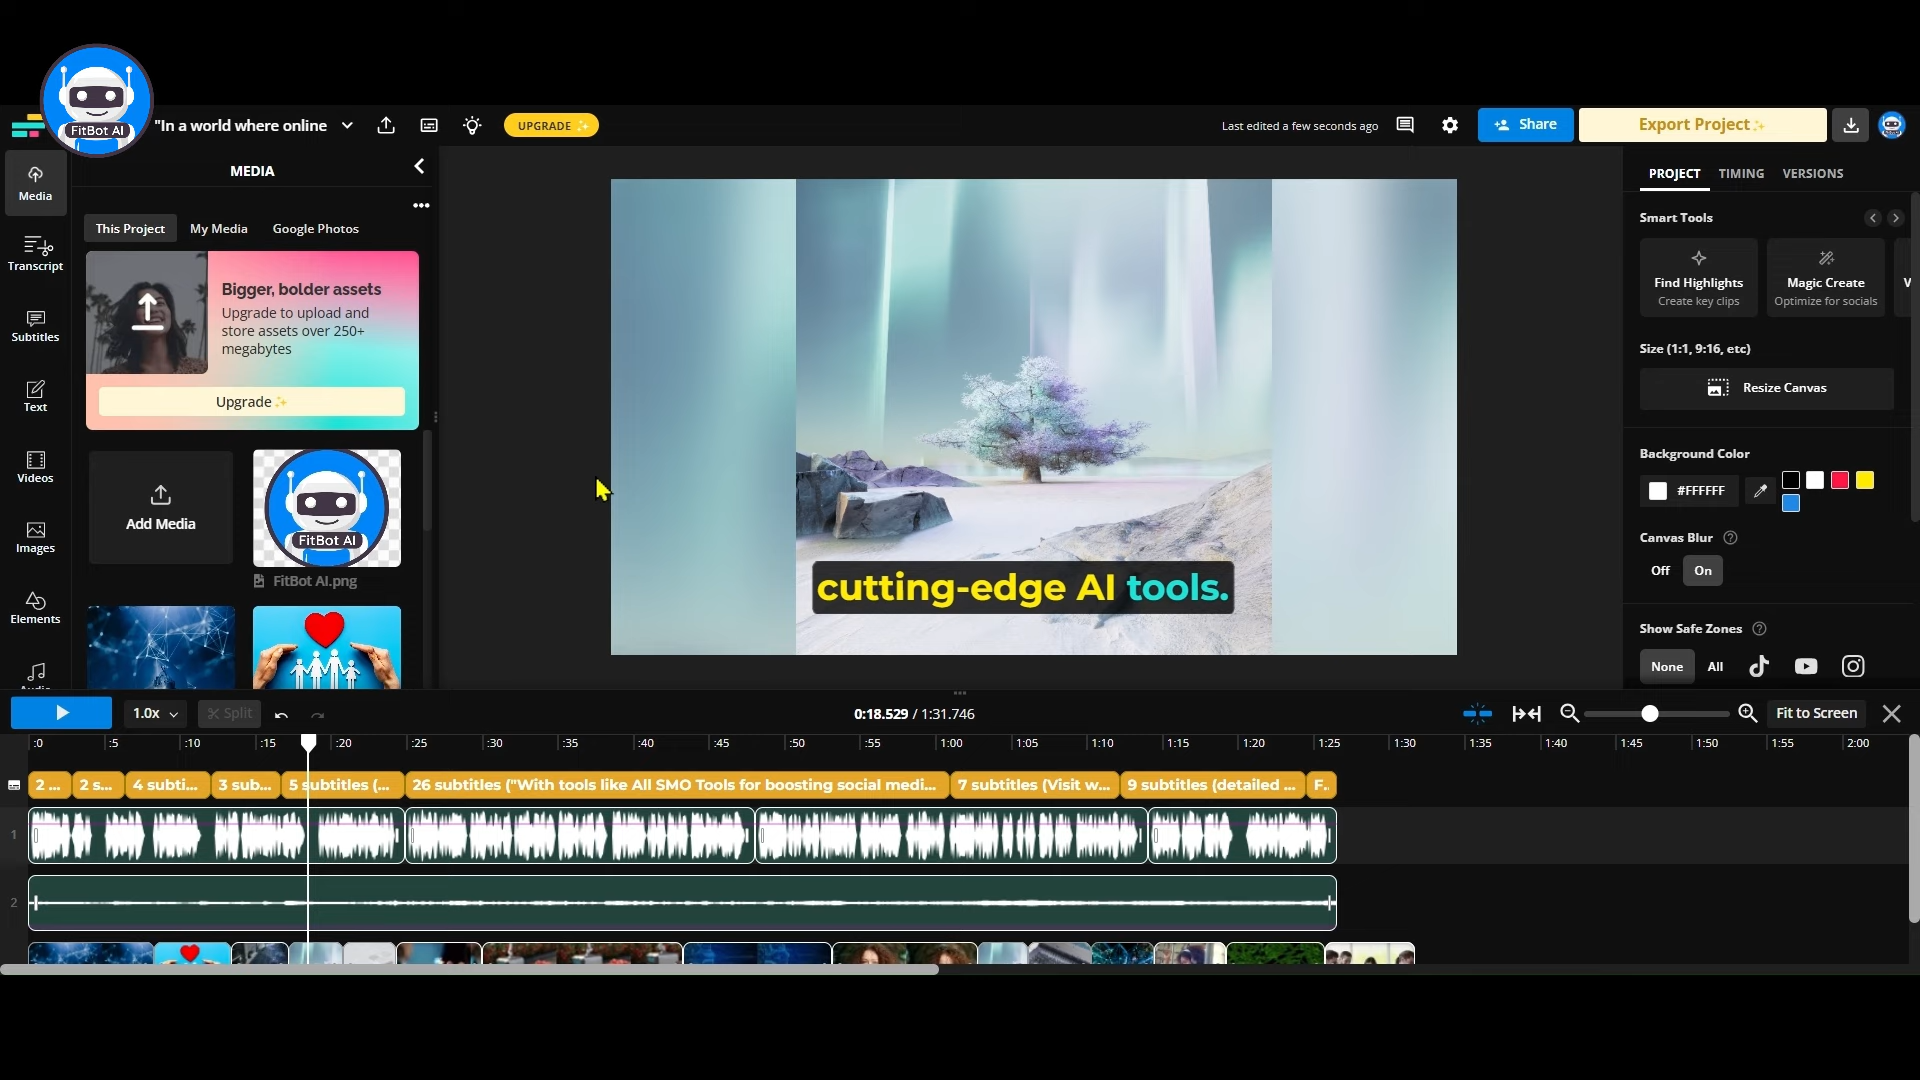 FitBot AI
"In a world where online
UPGRADE
Last edited a few seconds ago
Share
Export Project
Media
Transcript
Subtitles
Text
Videos
Images
Elements
Audio
MEDIA
This Project
My Media
Google Photos
Bigger, bolder assets
Upgrade to upload and
store assets over 250+
megabytes
Upgrade
Add Media
FitBot AI
FitBot AI.png
cutting-edge AI tools.
PROJECT
TIMING
VERSIONS
Smart Tools
Find Highlights
Create key clips
Magic Create
Optimize for socials
V
Size (1:1, 9:16, etc)
Resize Canvas
Background Color
#FFFFFF
Canvas Blur
Off
On
Show Safe Zones
None
All
1.0x
Split
0:18.529 / 1:31.746
Fit to Screen
:0 :5 :10 :15 :20 :25 :30 :35 :40 :45 :50 :55 1:00 1:05 1:10 1:15 1:20 1:25 1:30 1:35 1:40 1:45 1:50 1:55 2:00
2 ...
2 s...
4 subti...
3 sub...
5 subtitles (...
26 subtitles ("With tools like All SMO Tools for boosting social medi...
7 subtitles (Visit w...
9 subtitles (detailed ...
F..
1
2